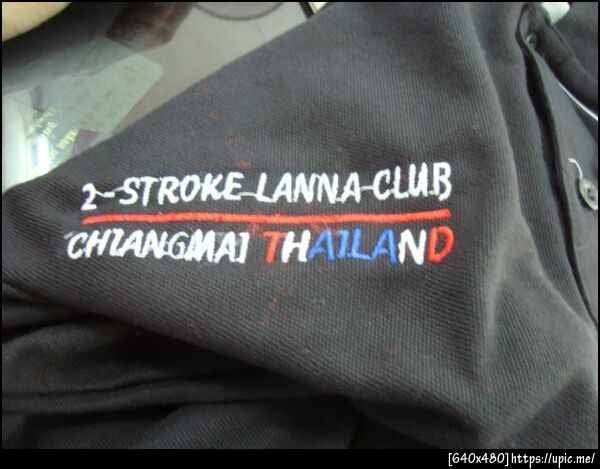 2-STROKE LANNA CLUB
CHIANGMAI THAILAND
[640x480]https://upic.me/